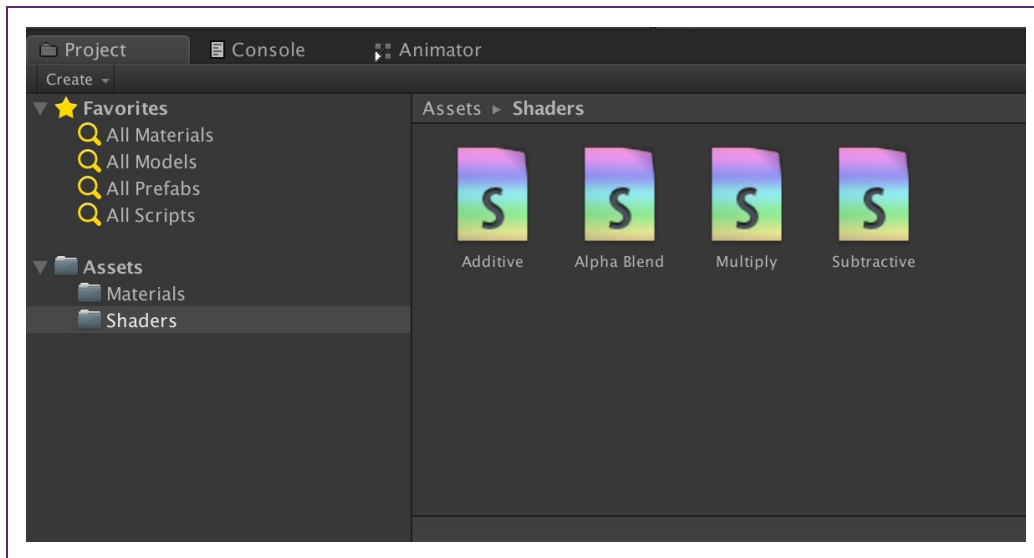 Project Console Animator
Create
Favorites
All Materials
All Models
All Prefabs
All Scripts
Assets
Materials
Shaders
Assets ▸ Shaders
S S S S
Additive Alpha Blend Multiply Subtractive